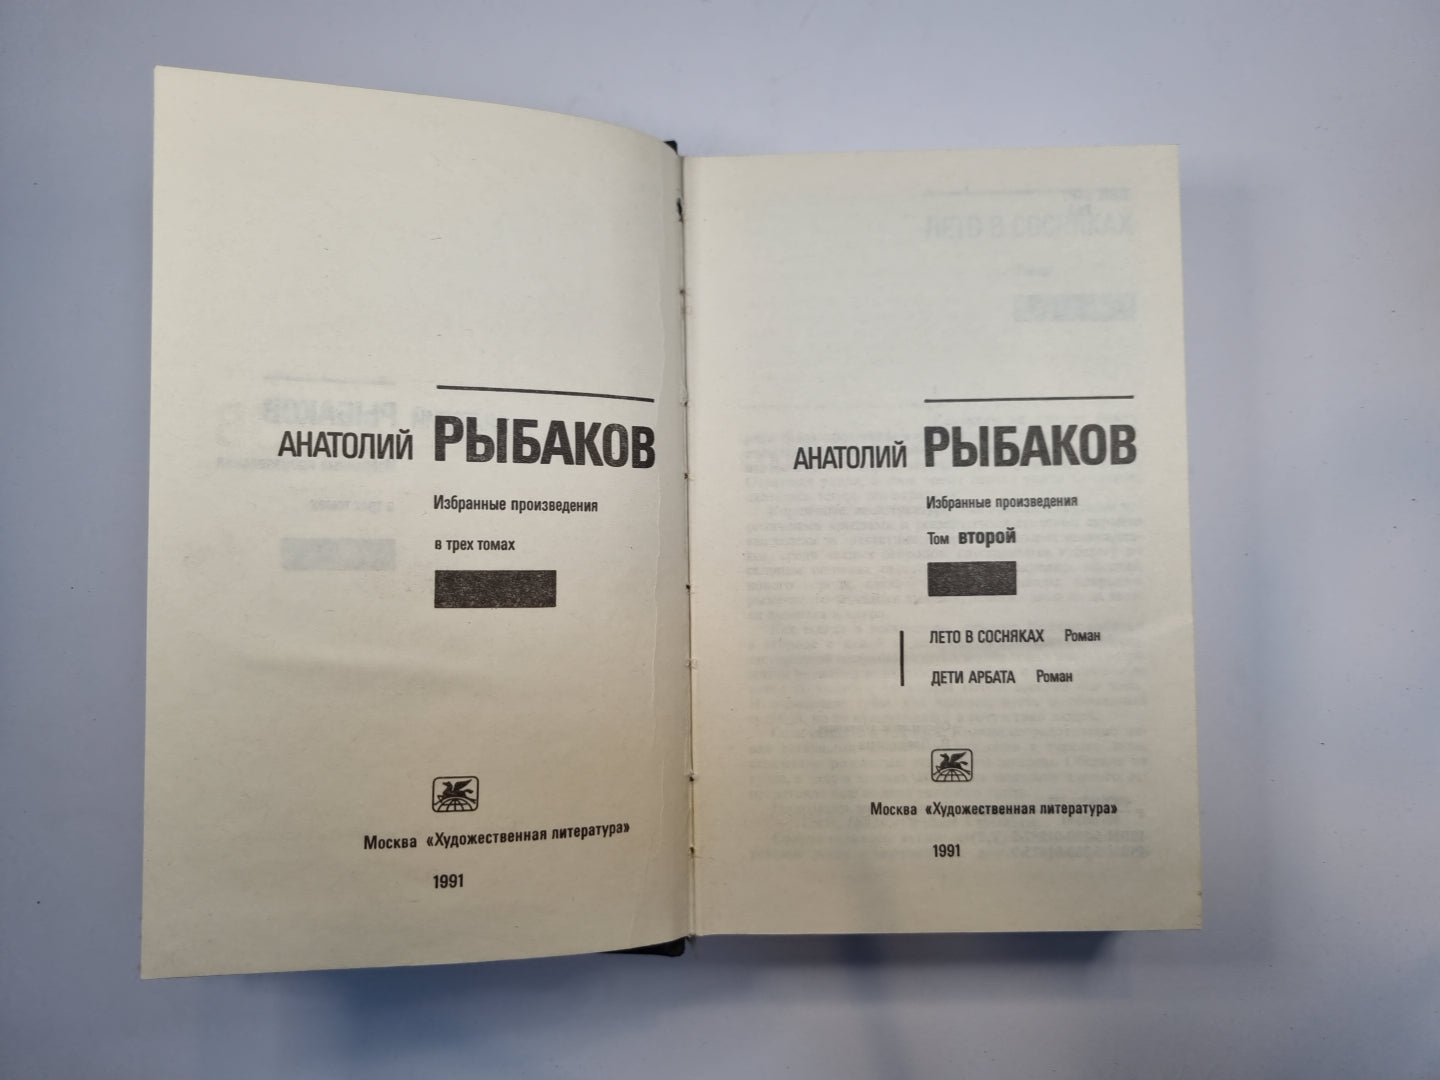 АНАТОЛИЙ РЫБАКОВ
Избранные произведения
в трех томах
Москва «Художественная литература»
1991
АНАТОЛИЙ РЫБАКОВ
Избранные произведения
Том второй
ЛЕТО В СОСНЯКАХ Роман
ДЕТИ АРБАТА Роман
Москва «Художественная литература»
1991